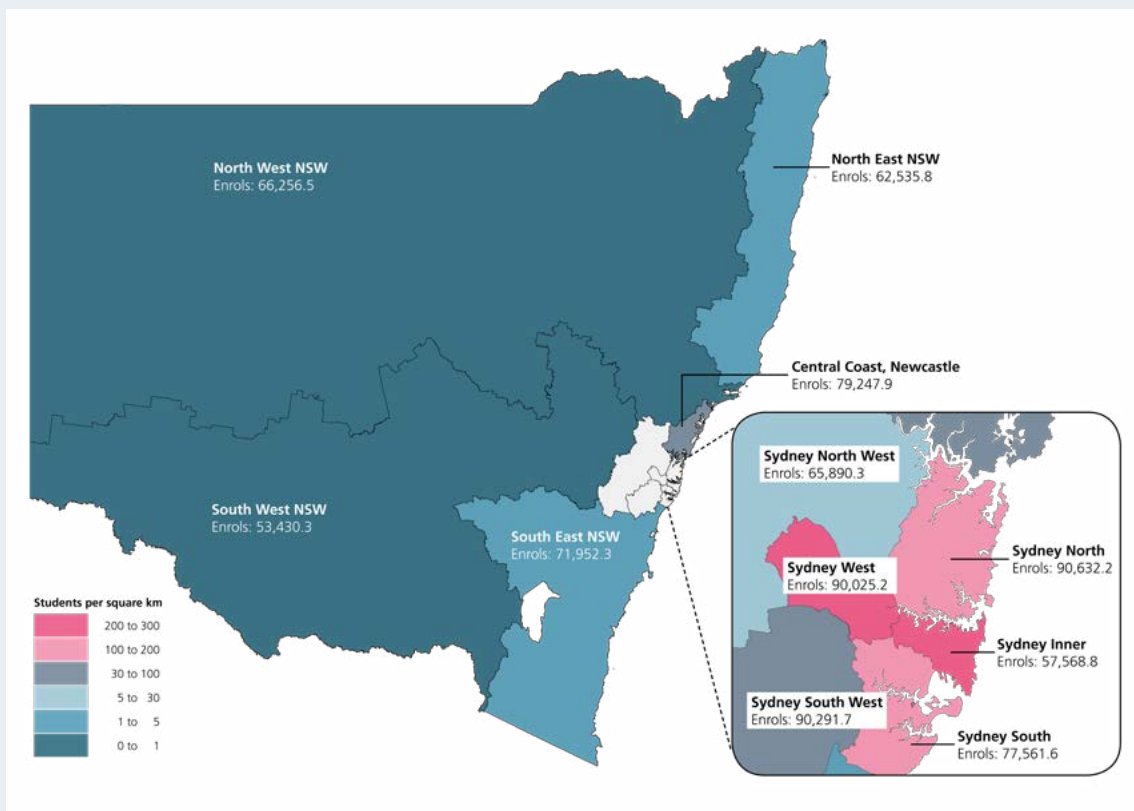 North West NSW
Enrols: 66,256.5
North East NSW
Enrols: 62,535.8
Central Coast, Newcastle
Enrols: 79,247.9
South West NSW
Enrols: 53,430.3
South East NSW
Enrols: 71,952.3
Sydney North West
Enrols: 65,890.3
Sydney North
Enrols: 90,632.2
Sydney West
Enrols: 90,025.2
Sydney Inner
Enrols: 57,568.8
Sydney South West
Enrols: 90,291.7
Sydney South
Enrols: 77,561.6
Students per square km
200 to 300
100 to 200
30 to 100
5 to 30
1 to 5
0 to 1